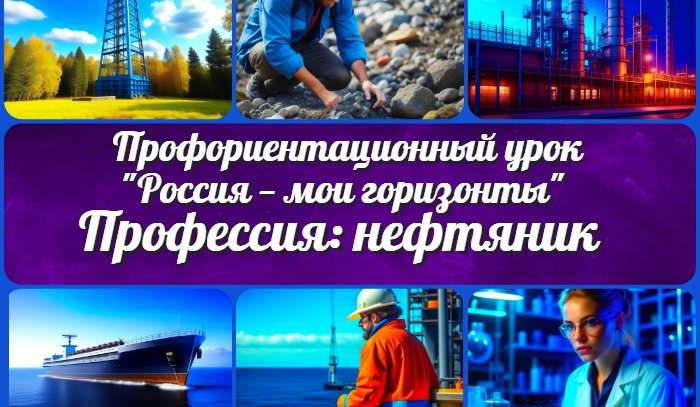 Профориентационный урок
"Россия – мои горизонты"
Профессия: нефтяник